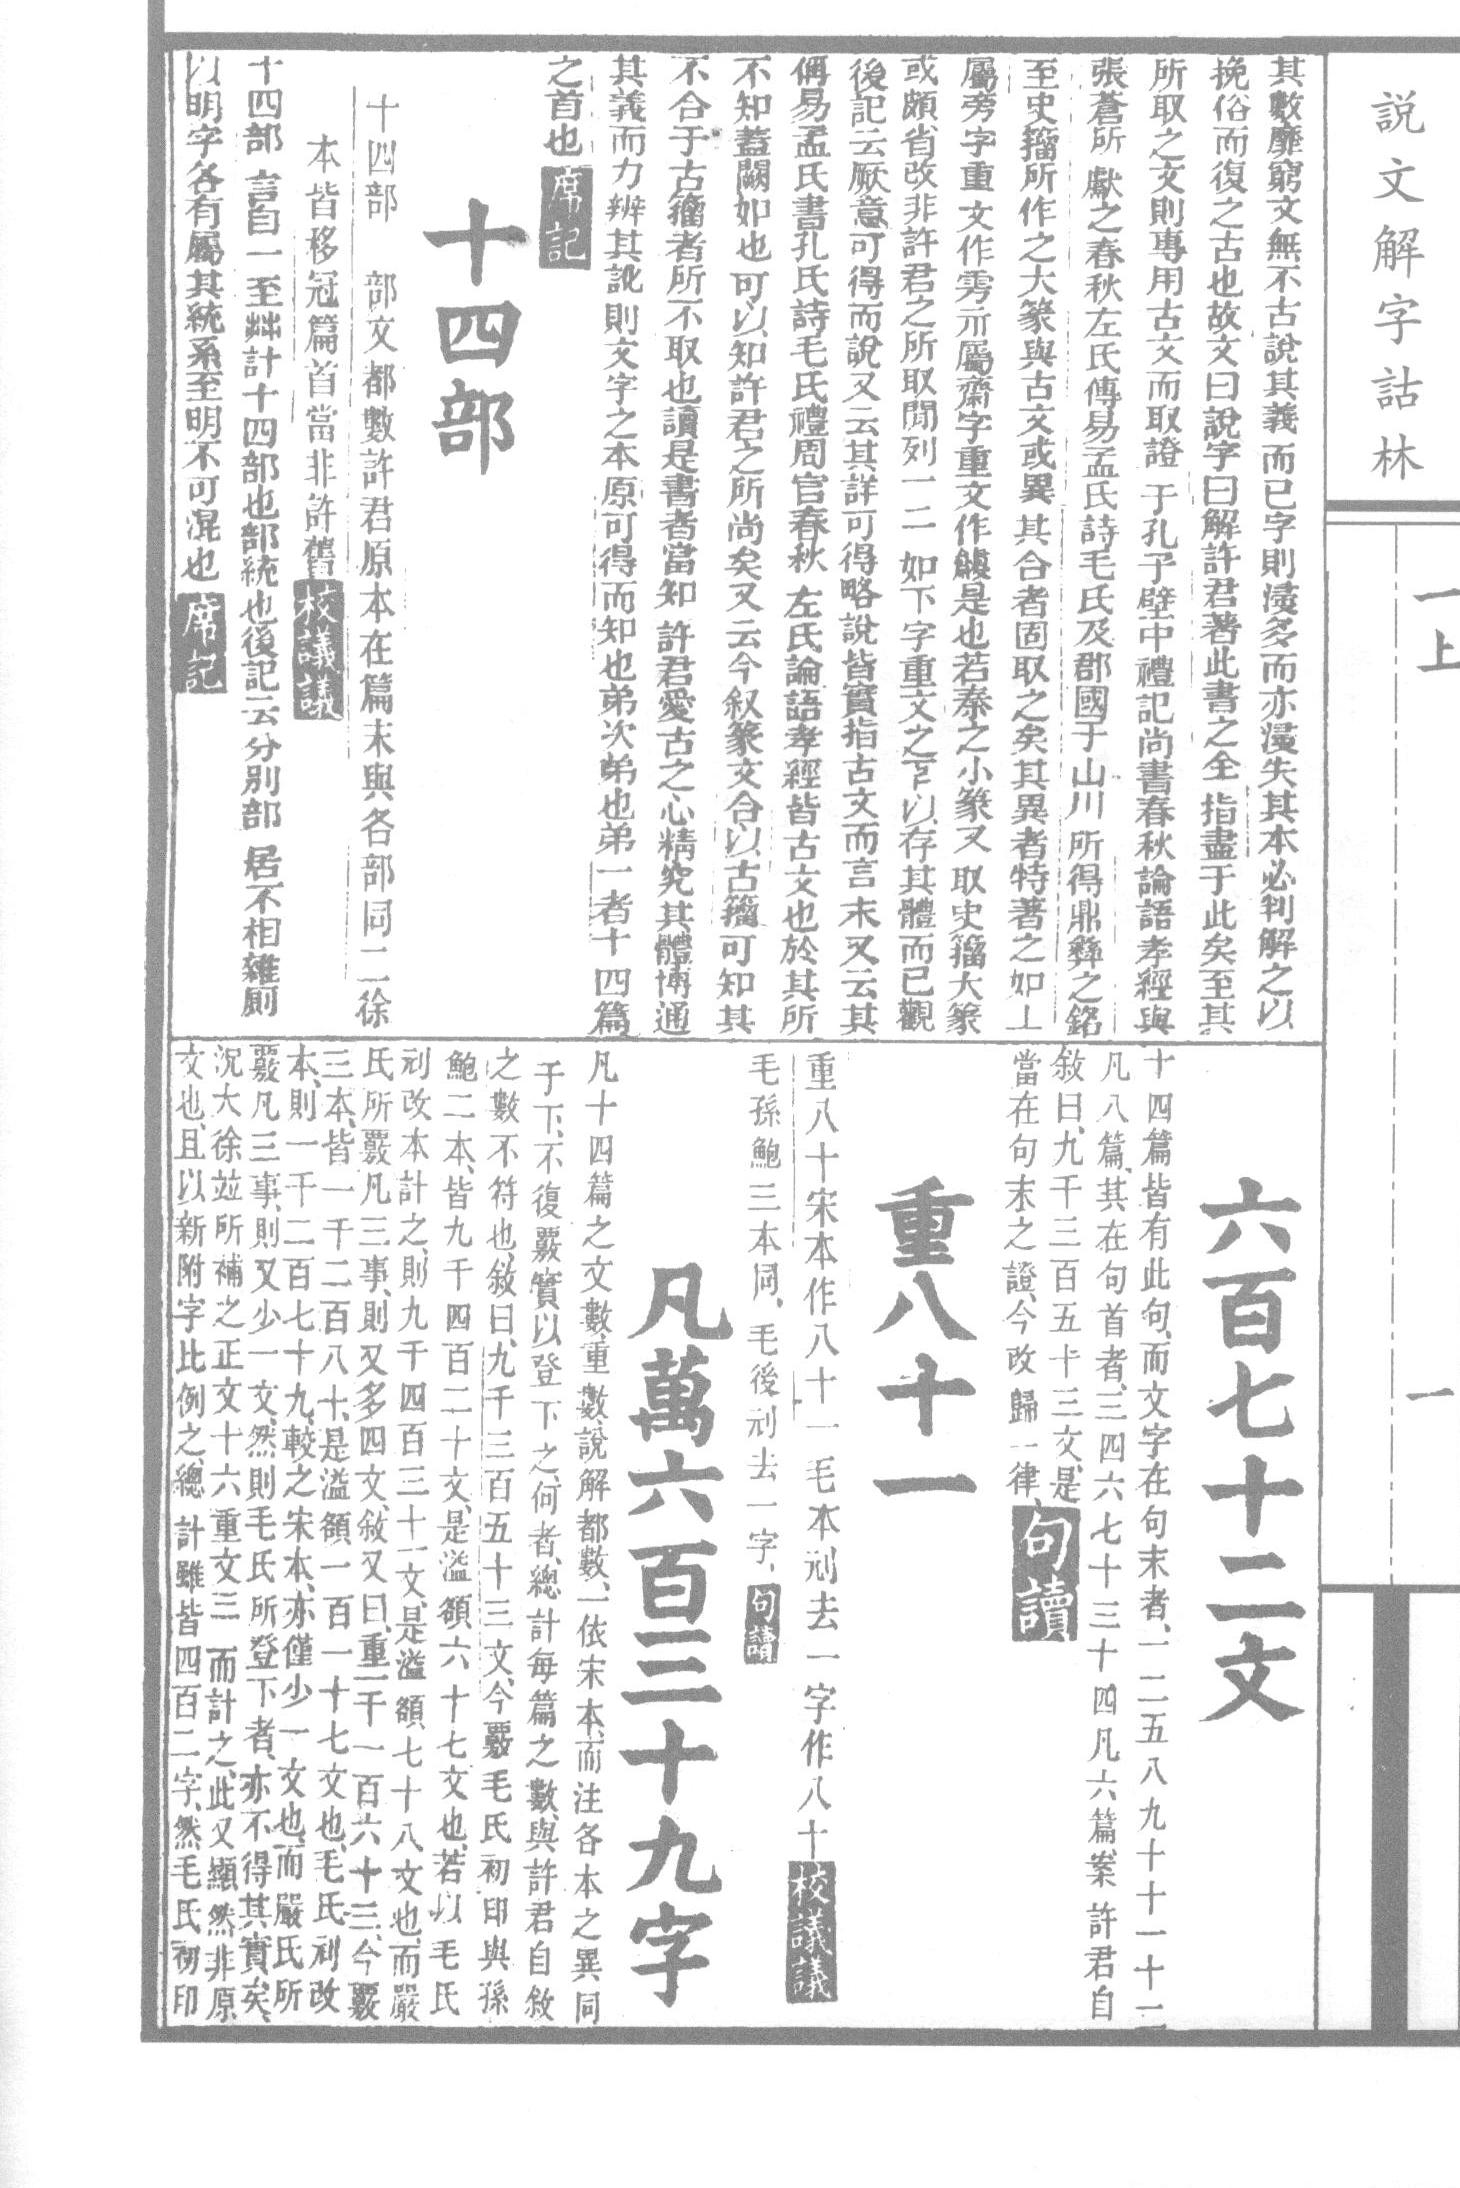 說文解字詁林
一上
一
其數靡窮文無不古說其義而已字則漫多而亦漫失其本必判解之以
挽俗而復之古也故文曰說字曰解許君著此書之全指盡于此矣至其
所取之文則專用古文而取證于孔子壁中禮記尚書春秋論語孝經與
張蒼所獻之春秋左氏傳易孟氏詩毛氏及郡國于山川所得鼎彝之銘
至史籀所作之大篆與古文或異其合者固取之矣其異者特著之如丄
屬旁字重文作雱示屬齋字重文作䶒是也若秦之小篆又取史籀大篆
或頗省改非許君之所取閒列一二如下字重文之丅以存其體而已觀
後記云厥意可得而說又云其詳可得略說皆實指古文而言末又云其
偁易孟氏書孔氏詩毛氏禮周官春秋左氏論語孝經皆古文也於其所
不知蓋闕如也可以知許君之所尚矣又云今叙篆文合以古籀可知其
不合于古籀者所不取也讀是書者當知許君愛古之心精究其體博通
其義而力辨其訛則文字之本原可得而知也弟次弟也弟一者十四篇
之首也席記
十四部
十四部 部文都數許君原本在篇末與各部同二徐
本皆移冠篇首當非許舊校議議
十四部言自一至艸計十四部也部統也後記云分別部居不相雜廁
以明字各有屬其統系至明不可混也席記
六百七十二文
十四篇皆有此句而文字在句末者一二五八九十十一十二
凡八篇其在句首者三四六七十三十四凡六篇案許君自
敘曰九千三百五十三文是
當在句末之證今改歸一律句讀
重八十一
重八十宋本作八十一毛本刓去一字作八十校議議
毛孫鮑三本同毛後刓去一字句讀
凡萬六百三十九字
凡十四篇之文數重數說解都數一依宋本而注各本之異同
于下不復覈實以登下之何者總計每篇之數與許君自敘
之數不符也敘曰九千三百五十三文今覈毛氏初印與孫
鮑二本皆九千四百二十文是溢額六十七文也若以毛氏
刓改本計之則九千四百三十一文是溢額七十八文也而嚴
氏所覈凡三事則又多四文敘又曰重一千一百六十三今覈
三本皆一千二百八十是溢額一百一十七文也毛氏刓改
本則一千二百七十九較之宋本亦僅少一文也而嚴氏所
覈凡三事則又少一文然則毛氏所登下者亦不得其實矣
況大徐竝所補之正文十六重文三而計之此又顯然非原
文也且以新附字比例之總計雖皆四百二字然毛氏初印